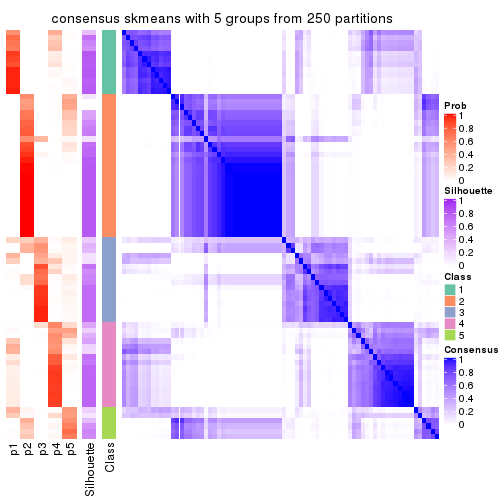 consensus skmeans with 5 groups from 250 partitions
Prob
1
0.8
0.6
0.4
0.2
0
Silhouette
1
0.8
0.6
0.4
0.2
0
Class
1
2
3
4
5
Consensus
1
0.8
0.6
0.4
0.2
0
p1
p2
p3
p4
p5
Silhouette
Class